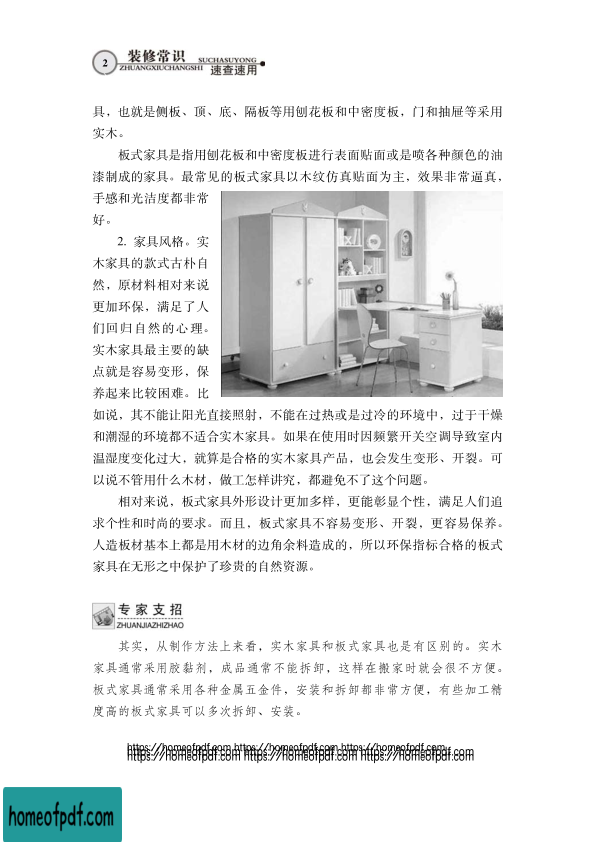 2
装修常识
ZHUANGXIUCHANGSHI
SUCHASUYONG
速查速用
具，也就是侧板、顶、底、隔板等用刨花板和中密度板，门和抽屉等采用
实木。
板式家具是指用刨花板和中密度板进行表面贴面或是喷各种颜色的油
漆制成的家具。最常见的板式家具以木纹仿真贴面为主，效果非常逼真，
手感和光洁度都非常
好。
2. 家具风格。实
木家具的款式古朴自
然，原材料相对来说
更加环保，满足了人
们回归自然的心理。
实木家具最主要的缺
点就是容易变形，保
养起来比较困难。比
如说，其不能让阳光直接照射，不能在过热或是过冷的环境中，过于干燥
和潮湿的环境都不适合实木家具。如果在使用时因频繁开关空调导致室内
温湿度变化过大，就算是合格的实木家具产品，也会发生变形、开裂。可
以说不管用什么木材，做工怎样讲究，都避免不了这个问题。
相对来说，板式家具外形设计更加多样，更能彰显个性，满足人们追
求个性和时尚的要求。而且，板式家具不容易变形、开裂，更容易保养。
人造板材基本上都是用木材的边角余料造成的，所以环保指标合格的板式
家具在无形之中保护了珍贵的自然资源。
专家支招
ZHUANJIAZHIZHAO
其实，从制作方法上来看，实木家具和板式家具也是有区别的。实木
家具通常采用胶黏剂，成品通常不能拆卸，这样在搬家时就会很不方便。
板式家具通常采用各种金属五金件，安装和拆卸都非常方便，有些加工精
度高的板式家具可以多次拆卸、安装。
https://homeofpdf.com https://homeofpdf.com https://homeofpdf.com
https://homeofpdf.com https://homeofpdf.com https://homeofpdf.com
homeofpdf.com